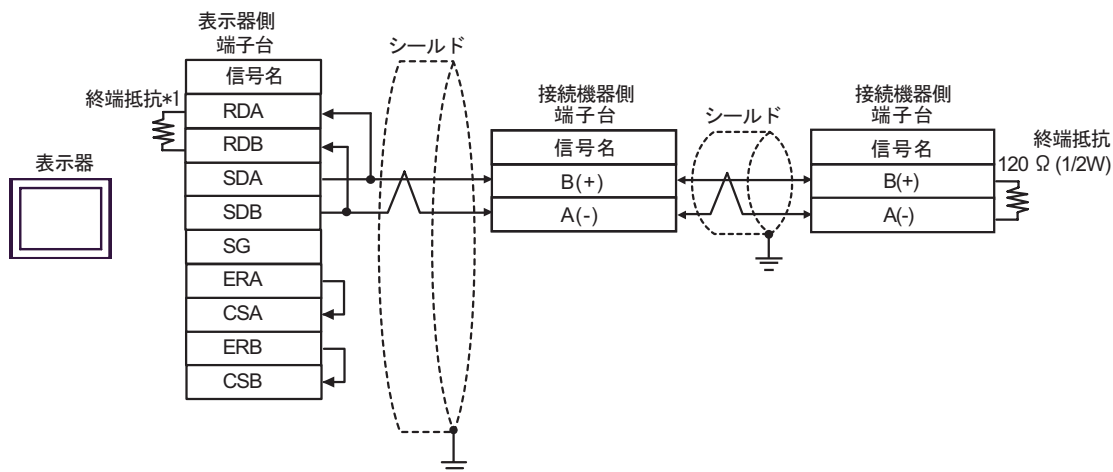 表示器
終端抵抗*1
表示器側
端子台
信号名
RDA
RDB
SDA
SDB
SG
ERA
CSA
ERB
CSB
シールド
接続機器側
端子台
信号名
B(+)
A(-)
シールド
接続機器側
端子台
信号名
B(+)
A(-)
終端抵抗
120 Ω (1/2W)